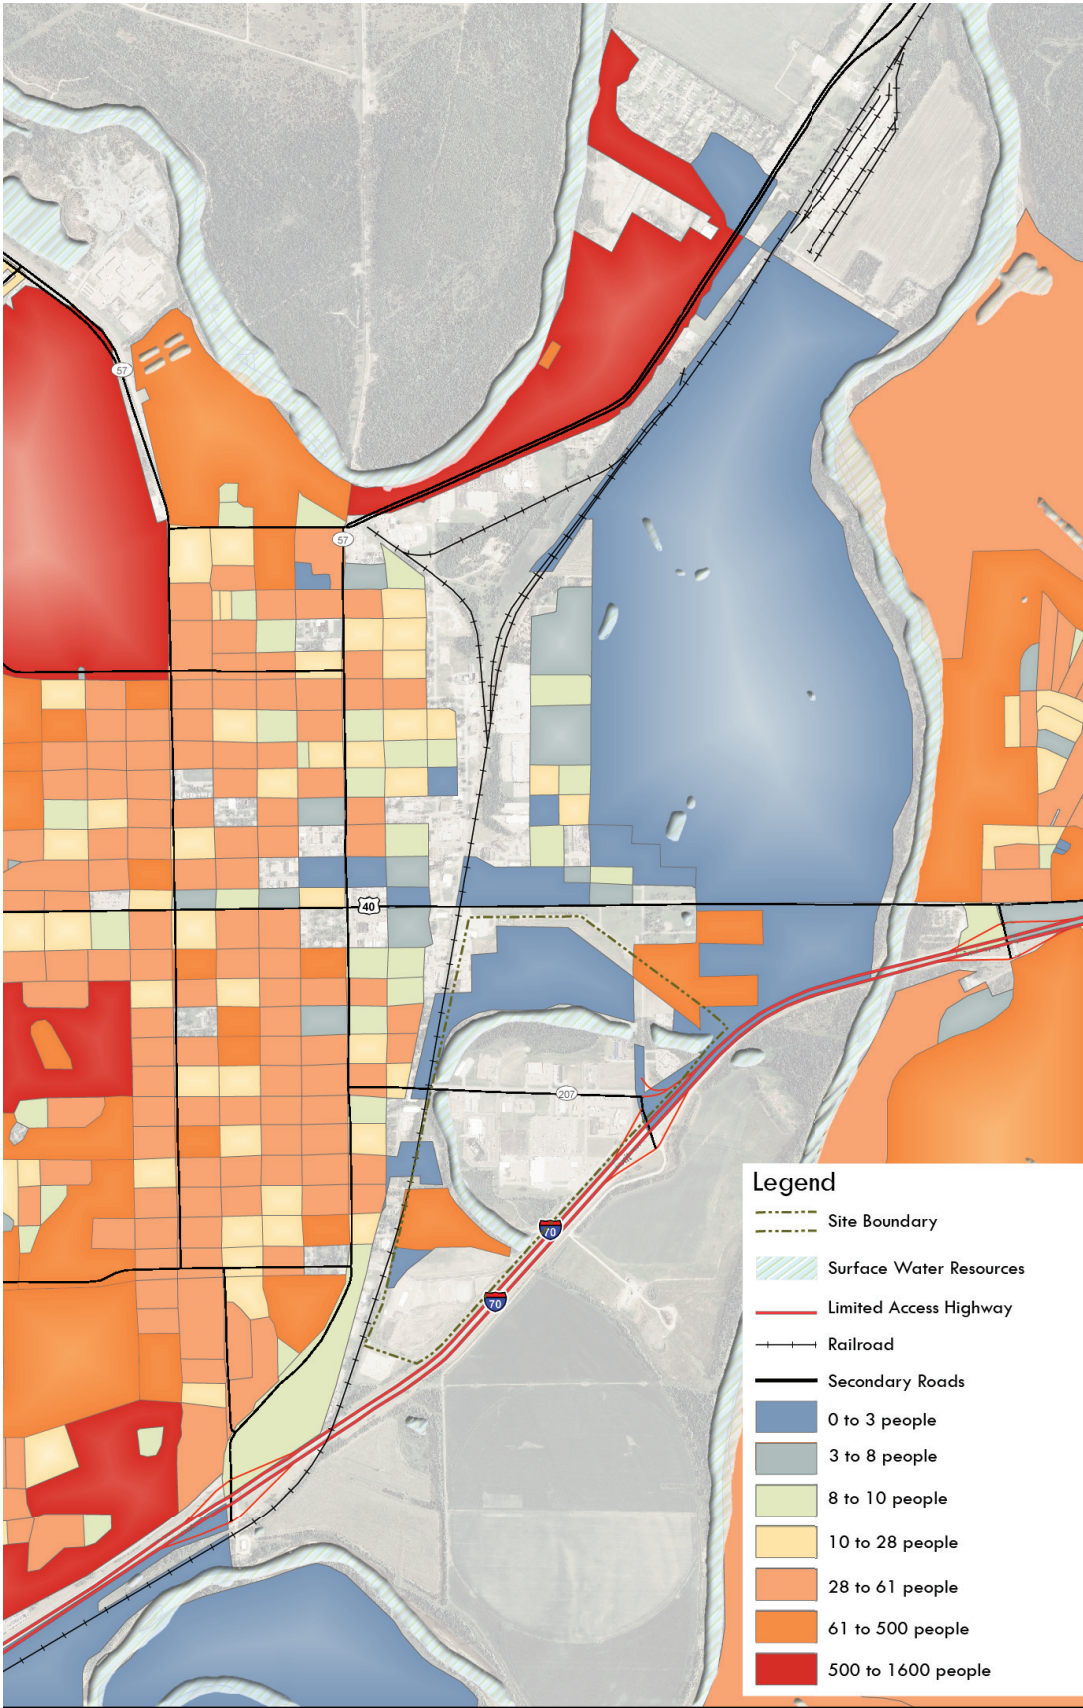 57
57
40
207
70
70
Legend
Site Boundary
Surface Water Resources
Limited Access Highway
Railroad
Secondary Roads
0 to 3 people
3 to 8 people
8 to 10 people
10 to 28 people
28 to 61 people
61 to 500 people
500 to 1600 people